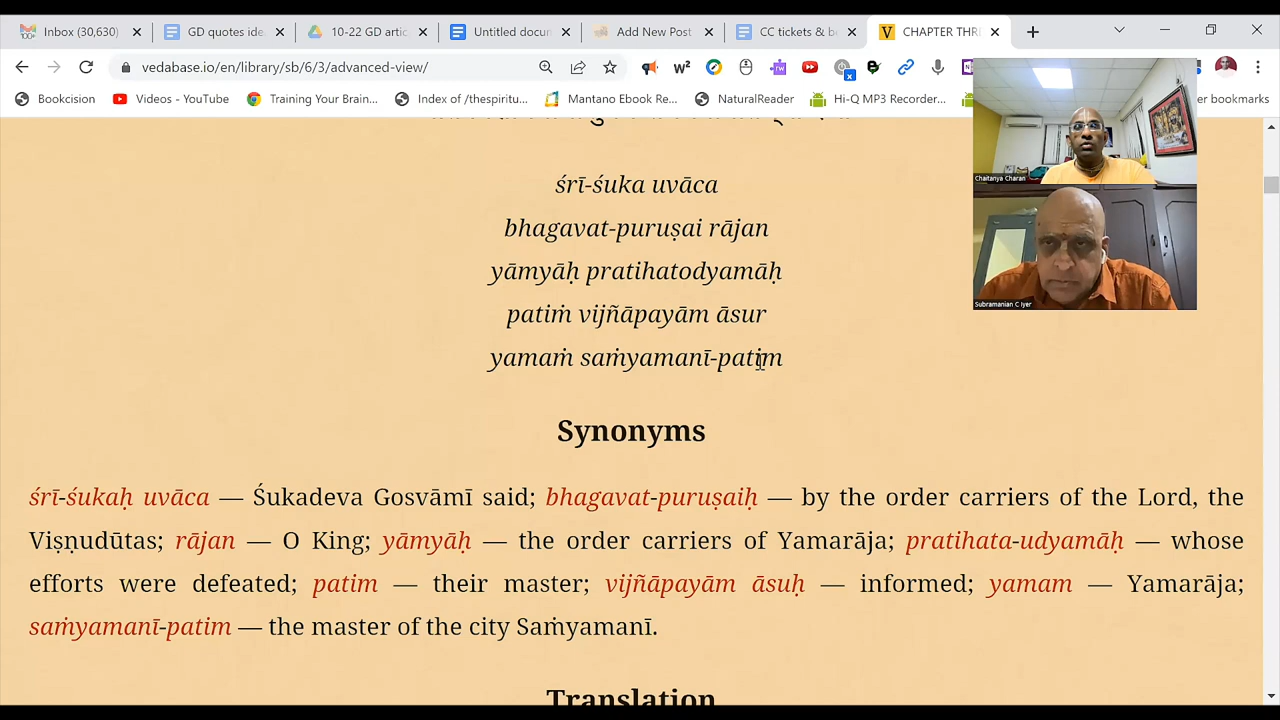 Inbox (30,630)
GD quotes de
10-22 GD artic
Untitled docun
Add New Post
CC tickets & b
CHAPTER THRE
vedabase.io/en/library/sb/6/3/advanced-view/
Bookcision
Videos - YouTube
Training Your Brain...
Index of /thespiritu...
Mantano Ebook Re...
NaturalReader
Hi-Q MP3 Recorder...
er bookmarks
śrī-śuka uvāca
bhagavat-puruṣai rājan
yāmyāḥ pratihatodyamāḥ
patiṁ vijñāpayām āsur
yamaṁ saṁyamanī-patim
Synonyms
śrī-śukaḥ uvāca — Śukadeva Gosvāmī said; bhagavat-puruṣaiḥ — by the order carriers of the Lord, the
Viṣṇudūtas; rājan — O King; yāmyāḥ — the order carriers of Yamarāja; pratihata-udyamāḥ — whose
efforts were defeated; patim — their master; vijñāpayām āsuḥ — informed; yamam — Yamarāja;
saṁyamanī-patim — the master of the city Saṁyamanī.
Translation
Chaitanya Charan
Subramanian C Iyer